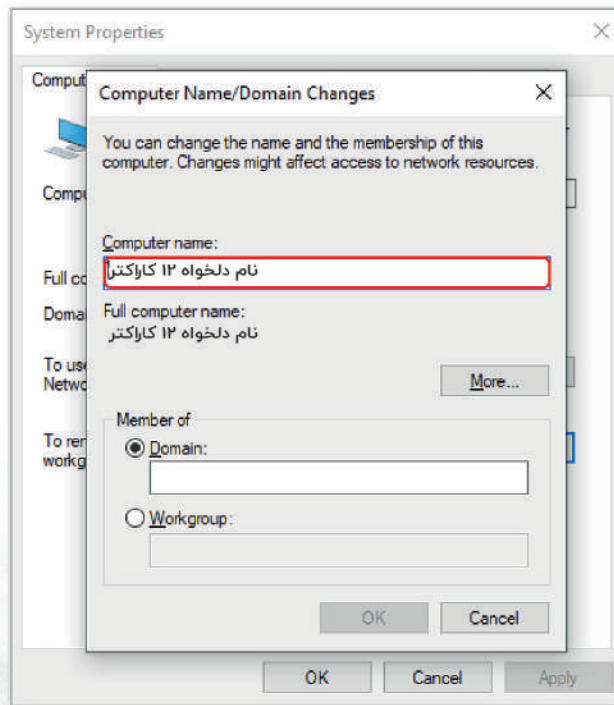 System Properties
Comput
Computer Name/Domain Changes
You can change the name and the membership of this
computer. Changes might affect access to network resources.
Compu
Computer name:
نام دلخواه ۱۲ کاراکتر
Full co
Full computer name:
Domai
نام دلخواه ۱۲ کاراکتر
To use
Netwo
More...
Member of
To ren
workg
Domain:
Workgroup:
OK
Cancel
OK
Cancel
Apply